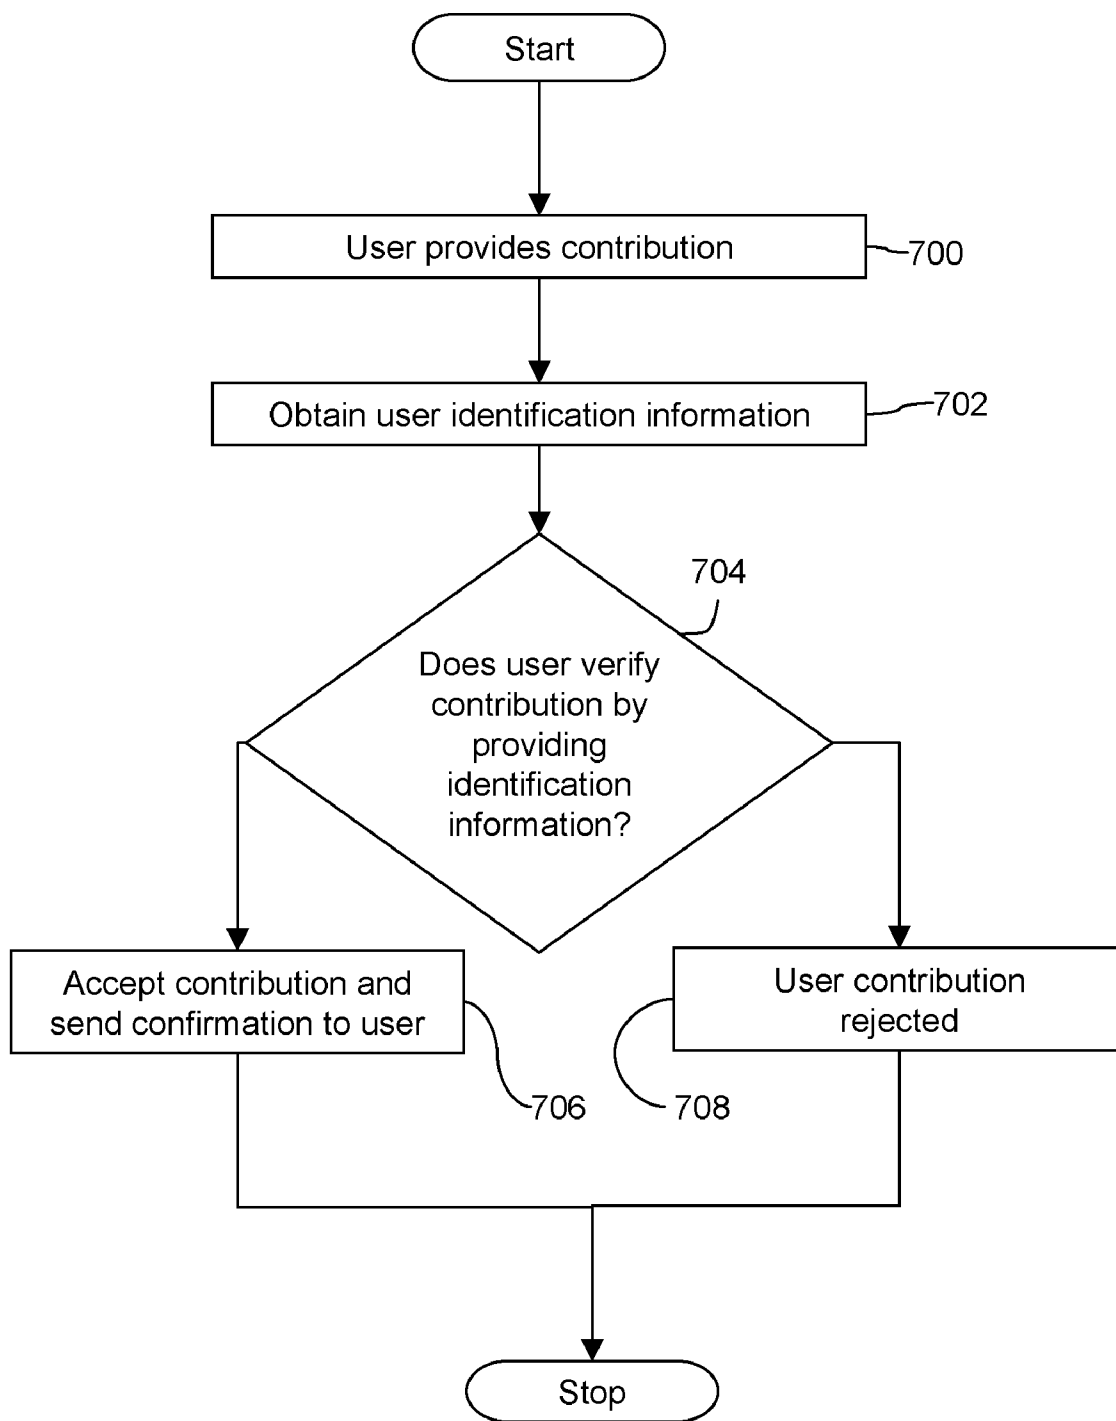 Start
User provides contribution
700
Obtain user identification information
702
704
Does user verify
contribution by
providing
identification
information?
Accept contribution and
send confirmation to user
User contribution
rejected
706
708
Stop